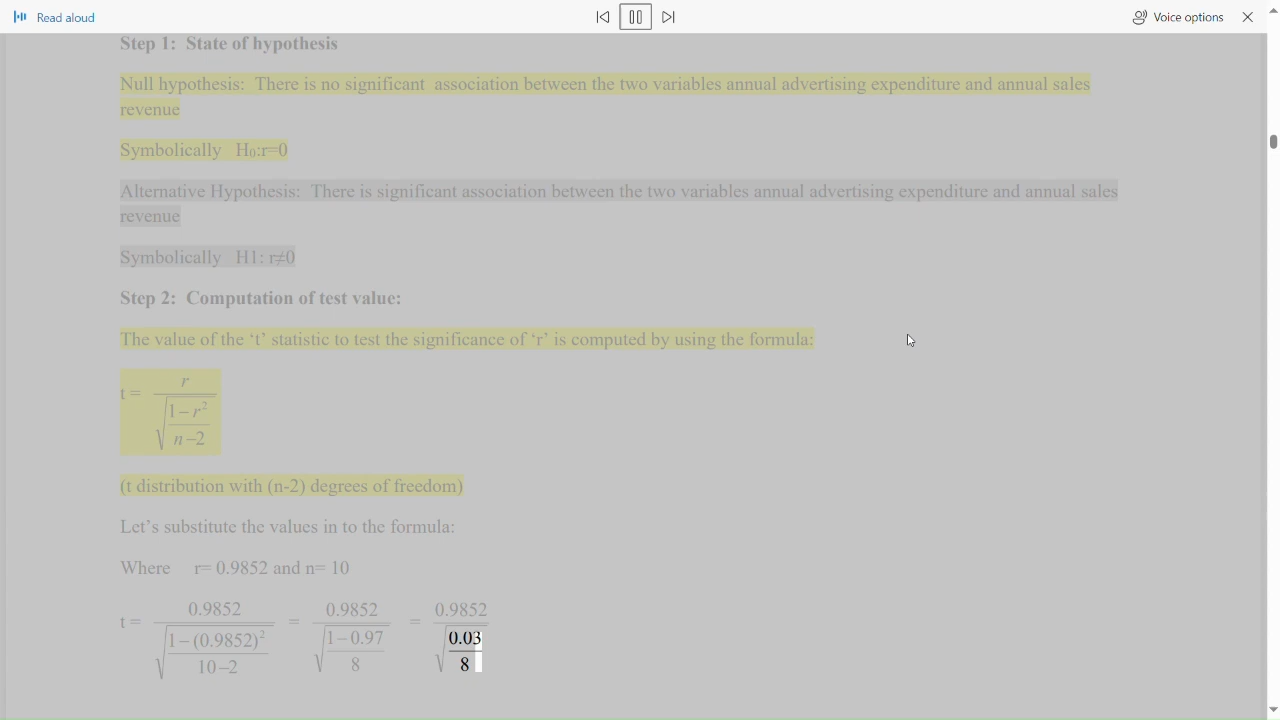 Read aloud
Voice options
Step 1: State of hypothesis
Null hypothesis: There is no significant association between the two variables annual advertising expenditure and annual sales
revenue
Symbolically H₀:r=0
Alternative Hypothesis: There is significant association between the two variables annual advertising expenditure and annual sales
revenue
Symbolically H1: r≠0
Step 2: Computation of test value:
The value of the ‘t’ statistic to test the significance of ‘r’ is computed by using the formula:
t = r / √((1−r²)/(n−2))
(t distribution with (n-2) degrees of freedom)
Let’s substitute the values in to the formula:
Where r= 0.9852 and n= 10
t = 0.9852 / √((1−(0.9852)²)/(10−2)) = 0.9852 / √((1−0.97)/8) = 0.9852 / √(0.03/8)